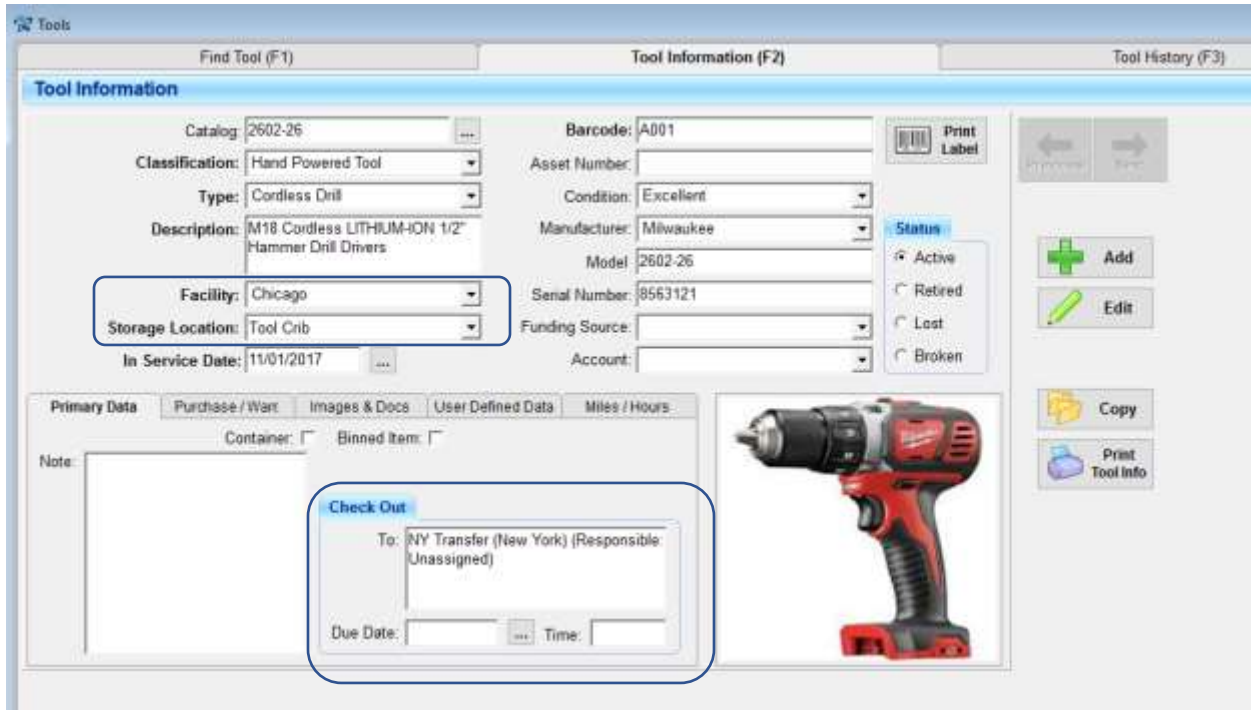 Tools
Find Tool (F1)
Tool Information (F2)
Tool History (F3)
Tool Information
Catalog: 2602-26 ...
Classification: Hand Powered Tool
Type: Cordless Drill
Description: M18 Cordless LITHIUM-ION 1/2"
Hammer Drill Drivers
Facility: Chicago
Storage Location: Tool Crib
In Service Date: 11/01/2017 ...
Barcode: A001
Asset Number:
Condition: Excellent
Manufacturer: Milwaukee
Model 2602-26
Serial Number: 8563121
Funding Source:
Account:
Print
Label
Status
Active
Retired
Lost
Broken
Add
Edit
Copy
Print
Tool Info
Primary Data
Purchase / Warr
Images & Docs
User Defined Data
Miles / Hours
Container:
Binned Item:
Note:
Check Out
To: NY Transfer (New York) (Responsible:
Unassigned)
Due Date: ... Time:
Milwaukee